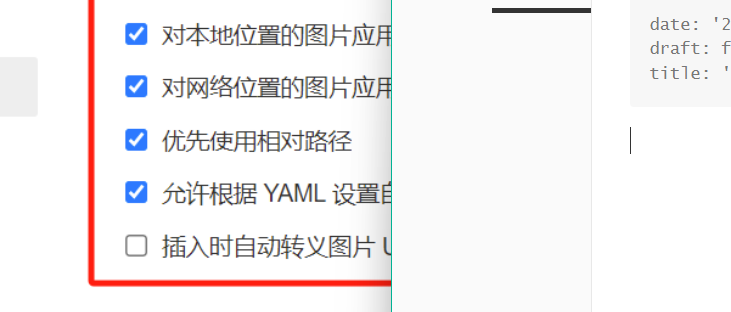 对本地位置的图片应用
对网络位置的图片应用
优先使用相对路径
允许根据 YAML 设置
插入时自动转义图片
date: '2
draft: f
title: '